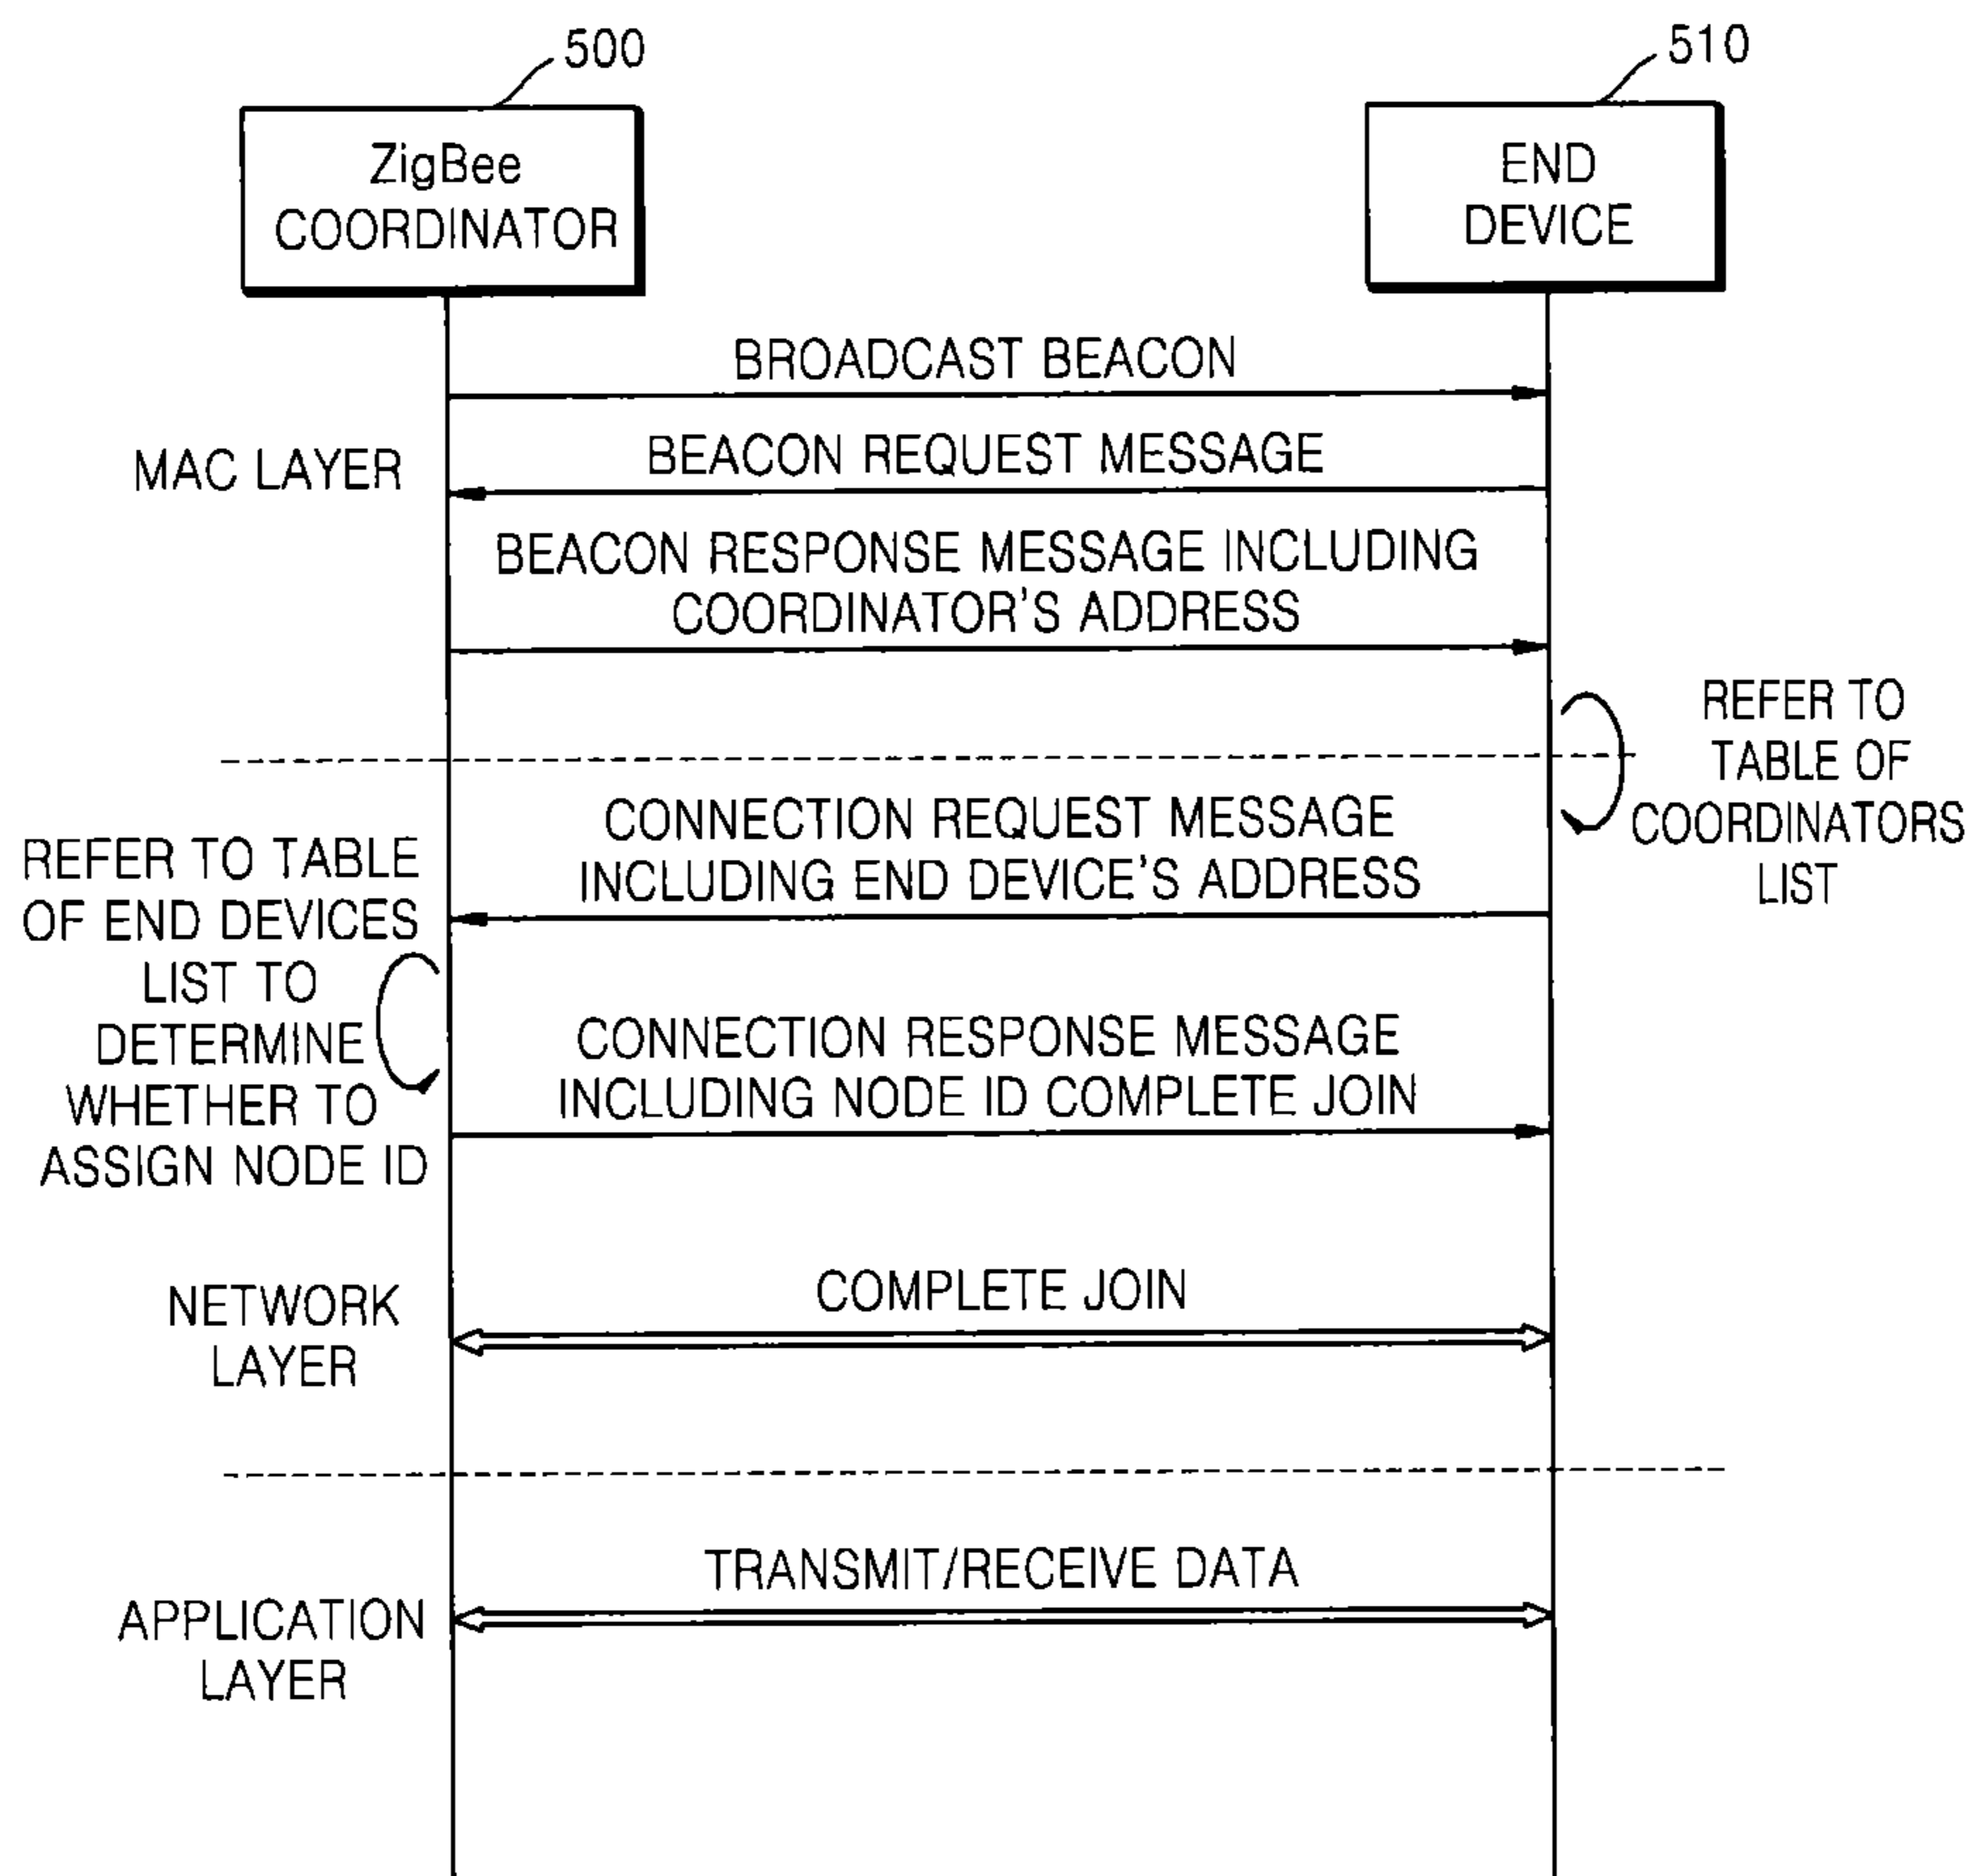 500
510
ZigBee
COORDINATOR
END
DEVICE
BROADCAST BEACON
MAC LAYER
BEACON REQUEST MESSAGE
BEACON RESPONSE MESSAGE INCLUDING
COORDINATOR'S ADDRESS
REFER TO
TABLE OF
COORDINATORS
LIST
CONNECTION REQUEST MESSAGE
INCLUDING END DEVICE'S ADDRESS
REFER TO TABLE
OF END DEVICES
LIST TO
DETERMINE
WHETHER TO
ASSIGN NODE ID
CONNECTION RESPONSE MESSAGE
INCLUDING NODE ID COMPLETE JOIN
NETWORK
LAYER
COMPLETE JOIN
TRANSMIT/RECEIVE DATA
APPLICATION
LAYER